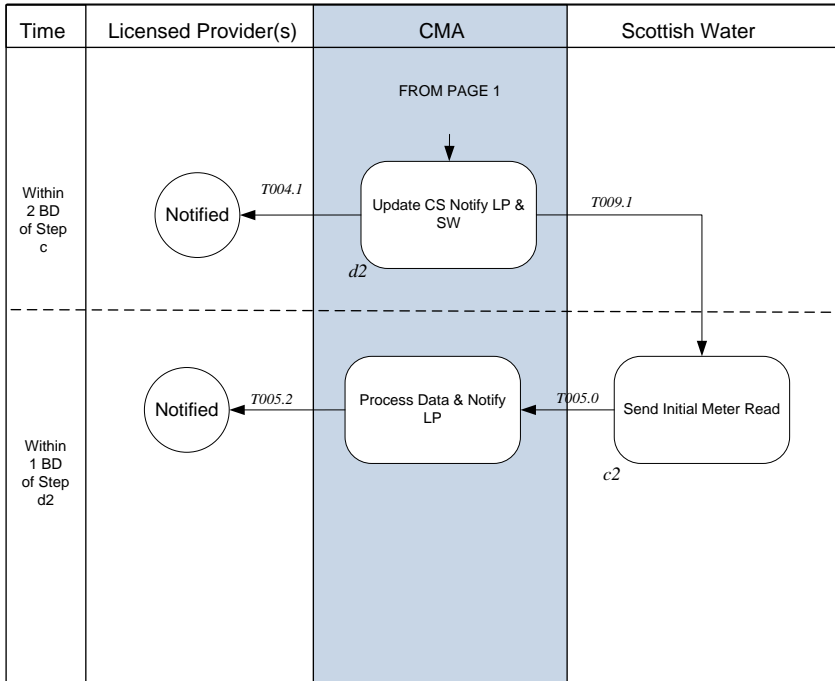 Time
Licensed Provider(s)
CMA
Scottish Water
FROM PAGE 1
Within
2 BD
of Step
c
Notified
T004.1
Update CS Notify LP &
SW
T009.1
d2
Within
1 BD
of Step
d2
Notified
T005.2
Process Data & Notify
LP
T005.0
Send Initial Meter Read
c2